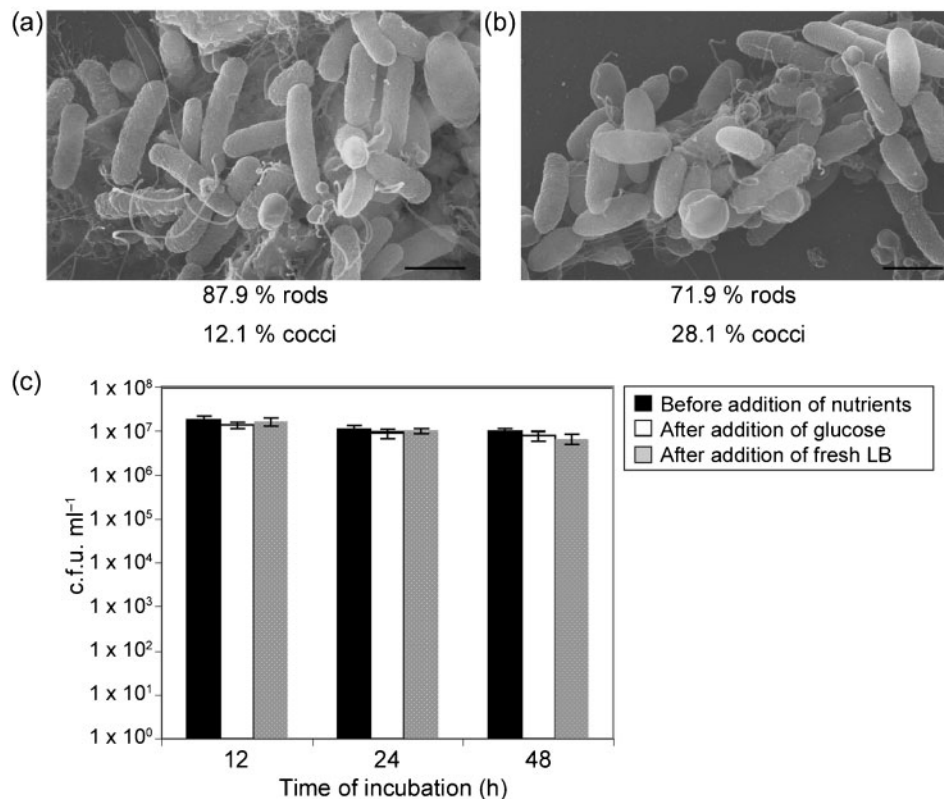 (a)
(b)
87.9 % rods
12.1 % cocci
71.9 % rods
28.1 % cocci
(c)
1 x 10⁸
1 x 10⁷
1 x 10⁶
1 x 10⁵
1 x 10⁴
1 x 10³
1 x 10²
1 x 10¹
1 x 10⁰
c.f.u. ml⁻¹
12
24
48
Time of incubation (h)
Before addition of nutrients
After addition of glucose
After addition of fresh LB